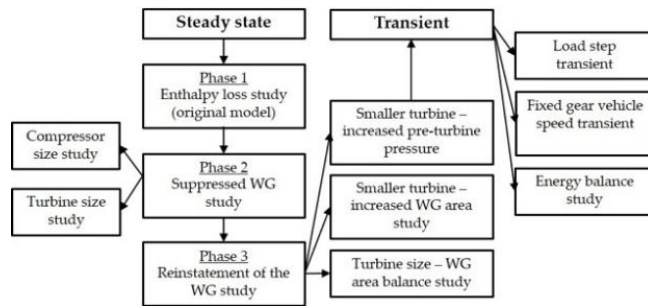 Steady state
Transient
Phase 1
Enthalpy loss study
(original model)
Compressor
size study
Turbine size
study
Phase 2
Suppressed WG
study
Phase 3
Reinstatement of the
WG study
Smaller turbine –
increased pre-turbine
pressure
Smaller turbine –
increased WG area
study
Turbine size – WG
area balance study
Load step
transient
Fixed gear vehicle
speed transient
Energy balance
study